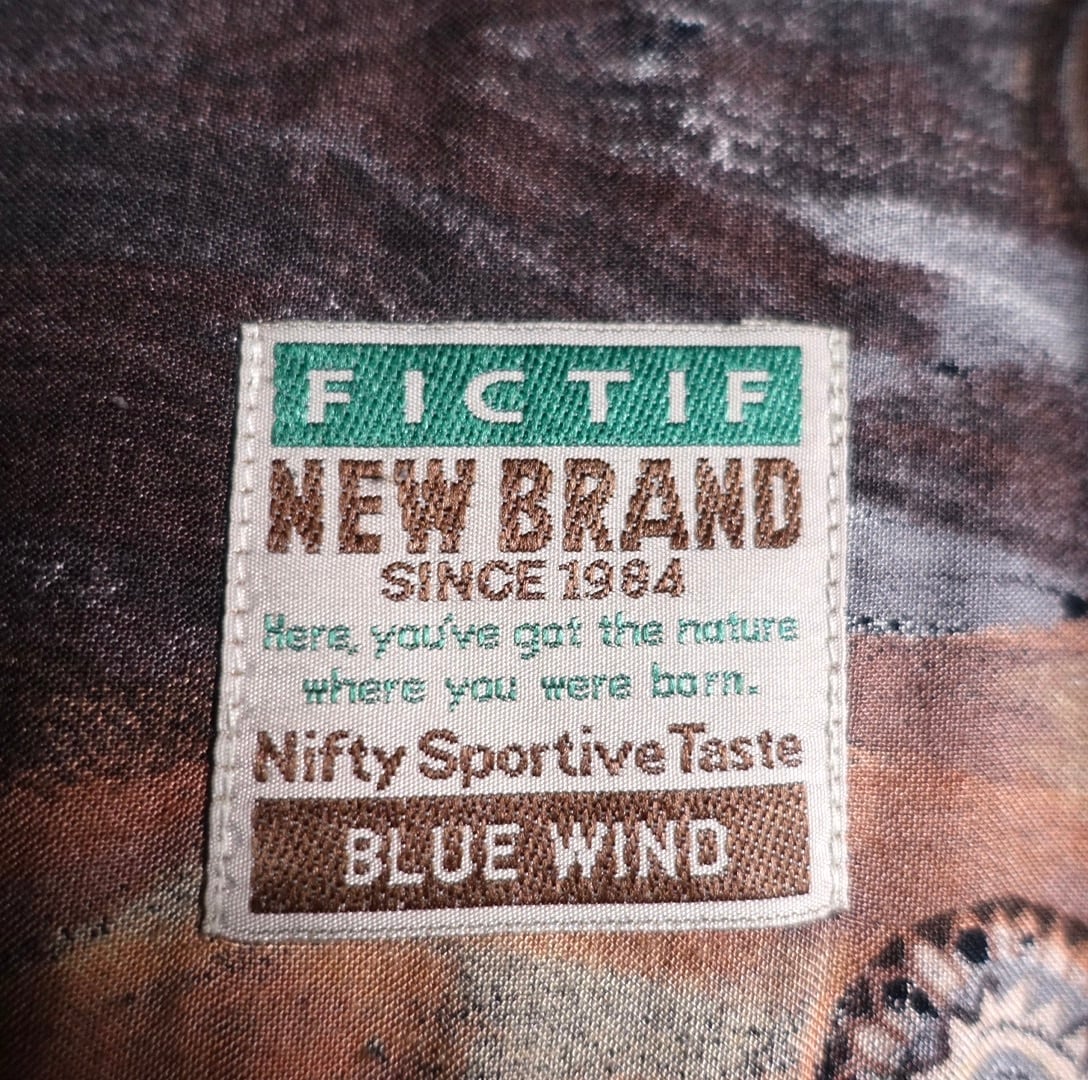 FICTIF
NEW BRAND
SINCE 1984
Here, you've got the nature
where you were born.
Nifty Sportive Taste
BLUE WIND